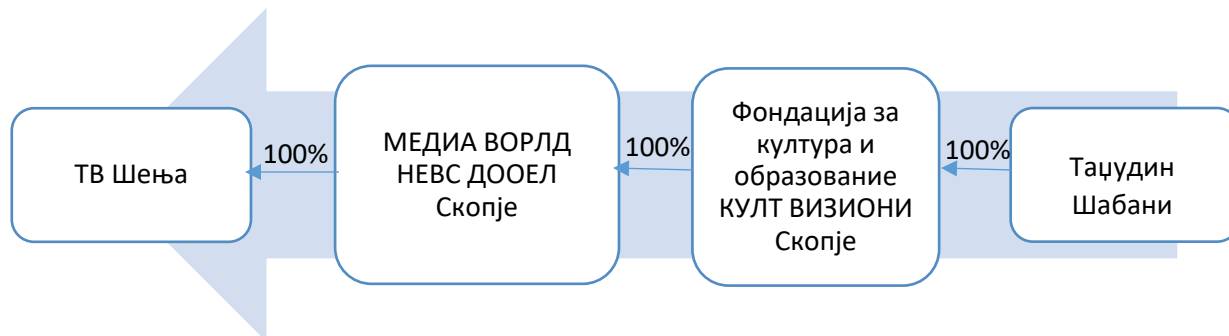 ТВ Шења
100%
МЕДИА ВОРЛД
НЕВС ДООЕЛ
Скопје
100%
Фондација за
култура и
образование
КУЛТ ВИЗИОНИ
Скопје
100%
Таџудин
Шабани